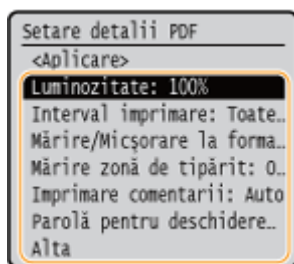 Setare detalii PDF
<Aplicare>
Luminozitate: 100%
Interval imprimare: Toate…
Mărire/Micşorare la forma…
Mărire zonă de tipărit: O…
Imprimare comentarii: Auto
Parolă pentru deschidere…
Alta